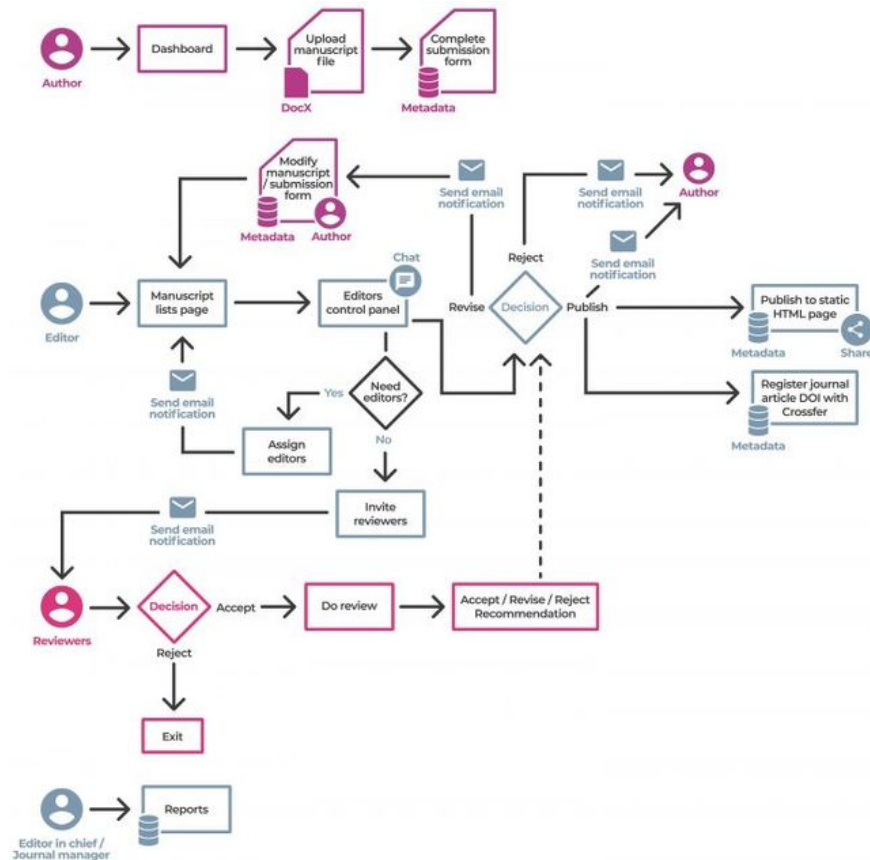 Author
Dashboard
Upload
manuscript
file
DocX
Complete
submission
form
Metadata
Modify
manuscript
/ submission
form
Metadata
Author
Send email
notification
Send email
notification
Author
Send email
notification
Chat
Reject
Editor
Manuscript
lists page
Editors
control panel
Revise
Decision
Publish
Publish to static
HTML page
Metadata
Share
Send email
notification
Yes
Need
editors?
No
Assign
editors
Register journal
article DOI with
Crossfer
Metadata
Invite
reviewers
Send email
notification
Reviewers
Decision
Accept
Do review
Accept / Revise / Reject
Recommendation
Reject
Exit
Editor in chief /
Journal manager
Reports